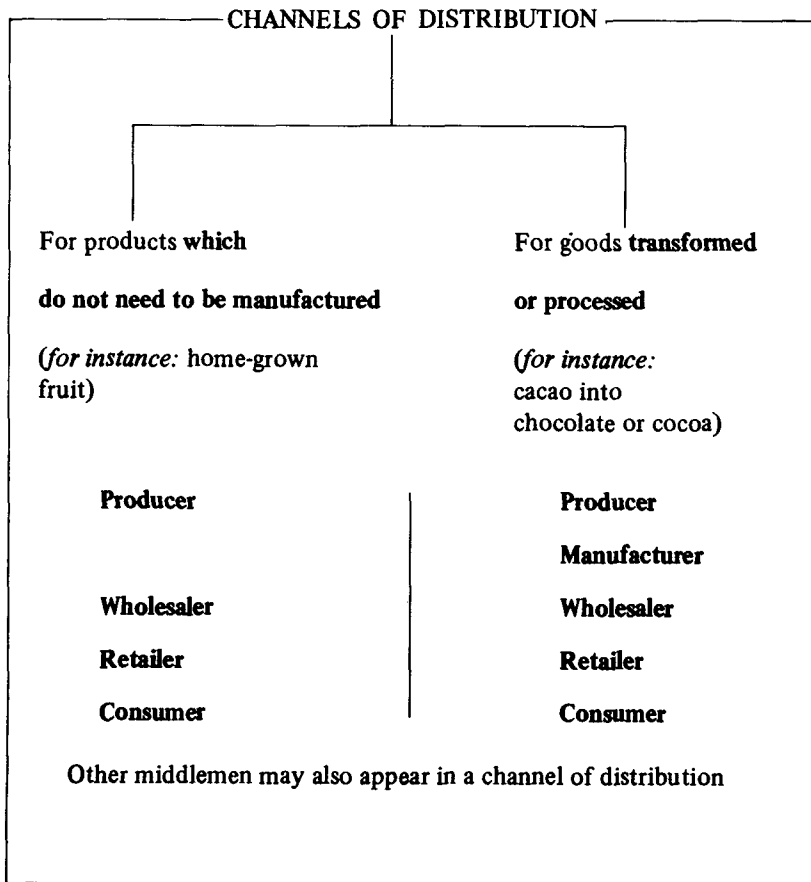 CHANNELS OF DISTRIBUTION
For products which
do not need to be manufactured
(for instance: home-grown
fruit)
For goods transformed
or processed
(for instance:
cacao into
chocolate or cocoa)
Producer
Wholesaler
Retailer
Consumer
Producer
Manufacturer
Wholesaler
Retailer
Consumer
Other middlemen may also appear in a channel of distribution